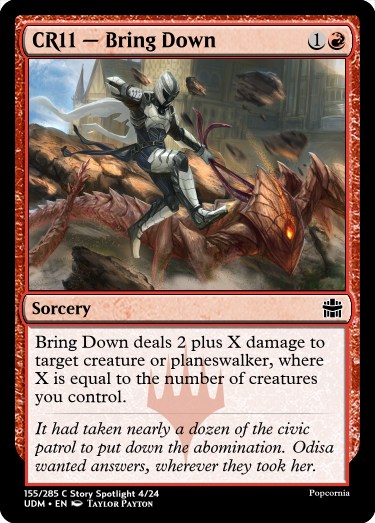 CR11 — Bring Down 1
Sorcery
Bring Down deals 2 plus X damage to
target creature or planeswalker, where
X is equal to the number of creatures
you control.
It had taken nearly a dozen of the civic
patrol to put down the abomination. Odisa
wanted answers, wherever they took her.
155/285 C Story Spotlight 4/24
Popcornia
UDM • EN Taylor Payton